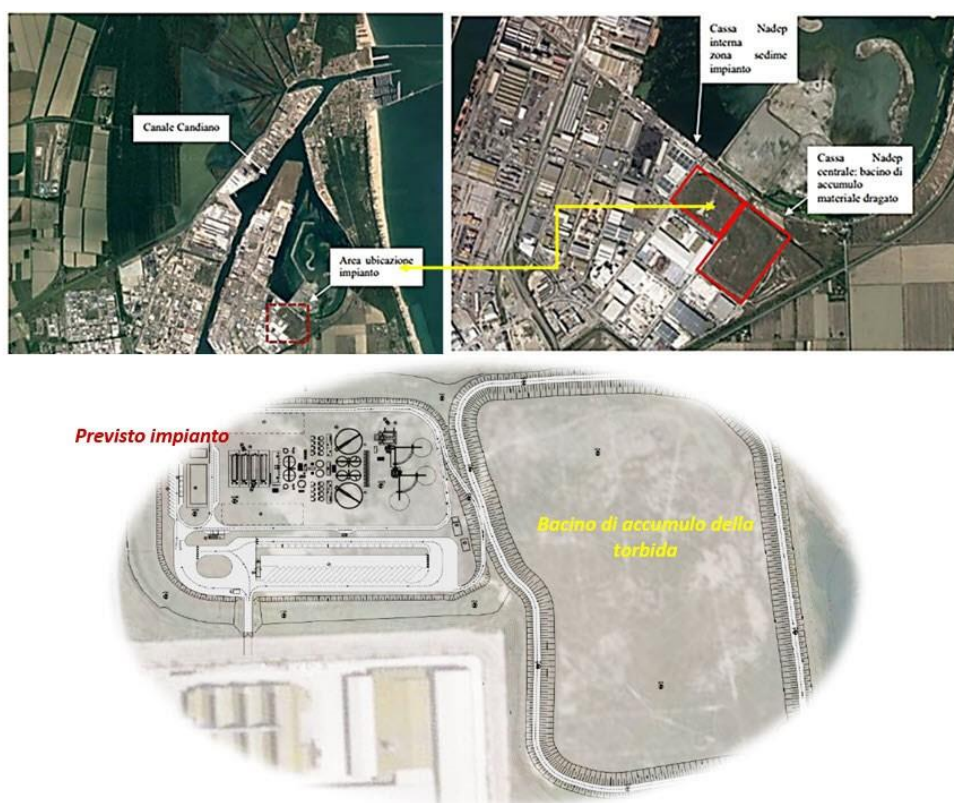 Canale Candiano
Area ubicazione
impianto
Cassa Nadep
interna
zona sedime
impianto
Cassa Nadep
centrale: bacino di
accumulo
materiale dragato
Previsto impianto
Bacino di accumulo della
torbida